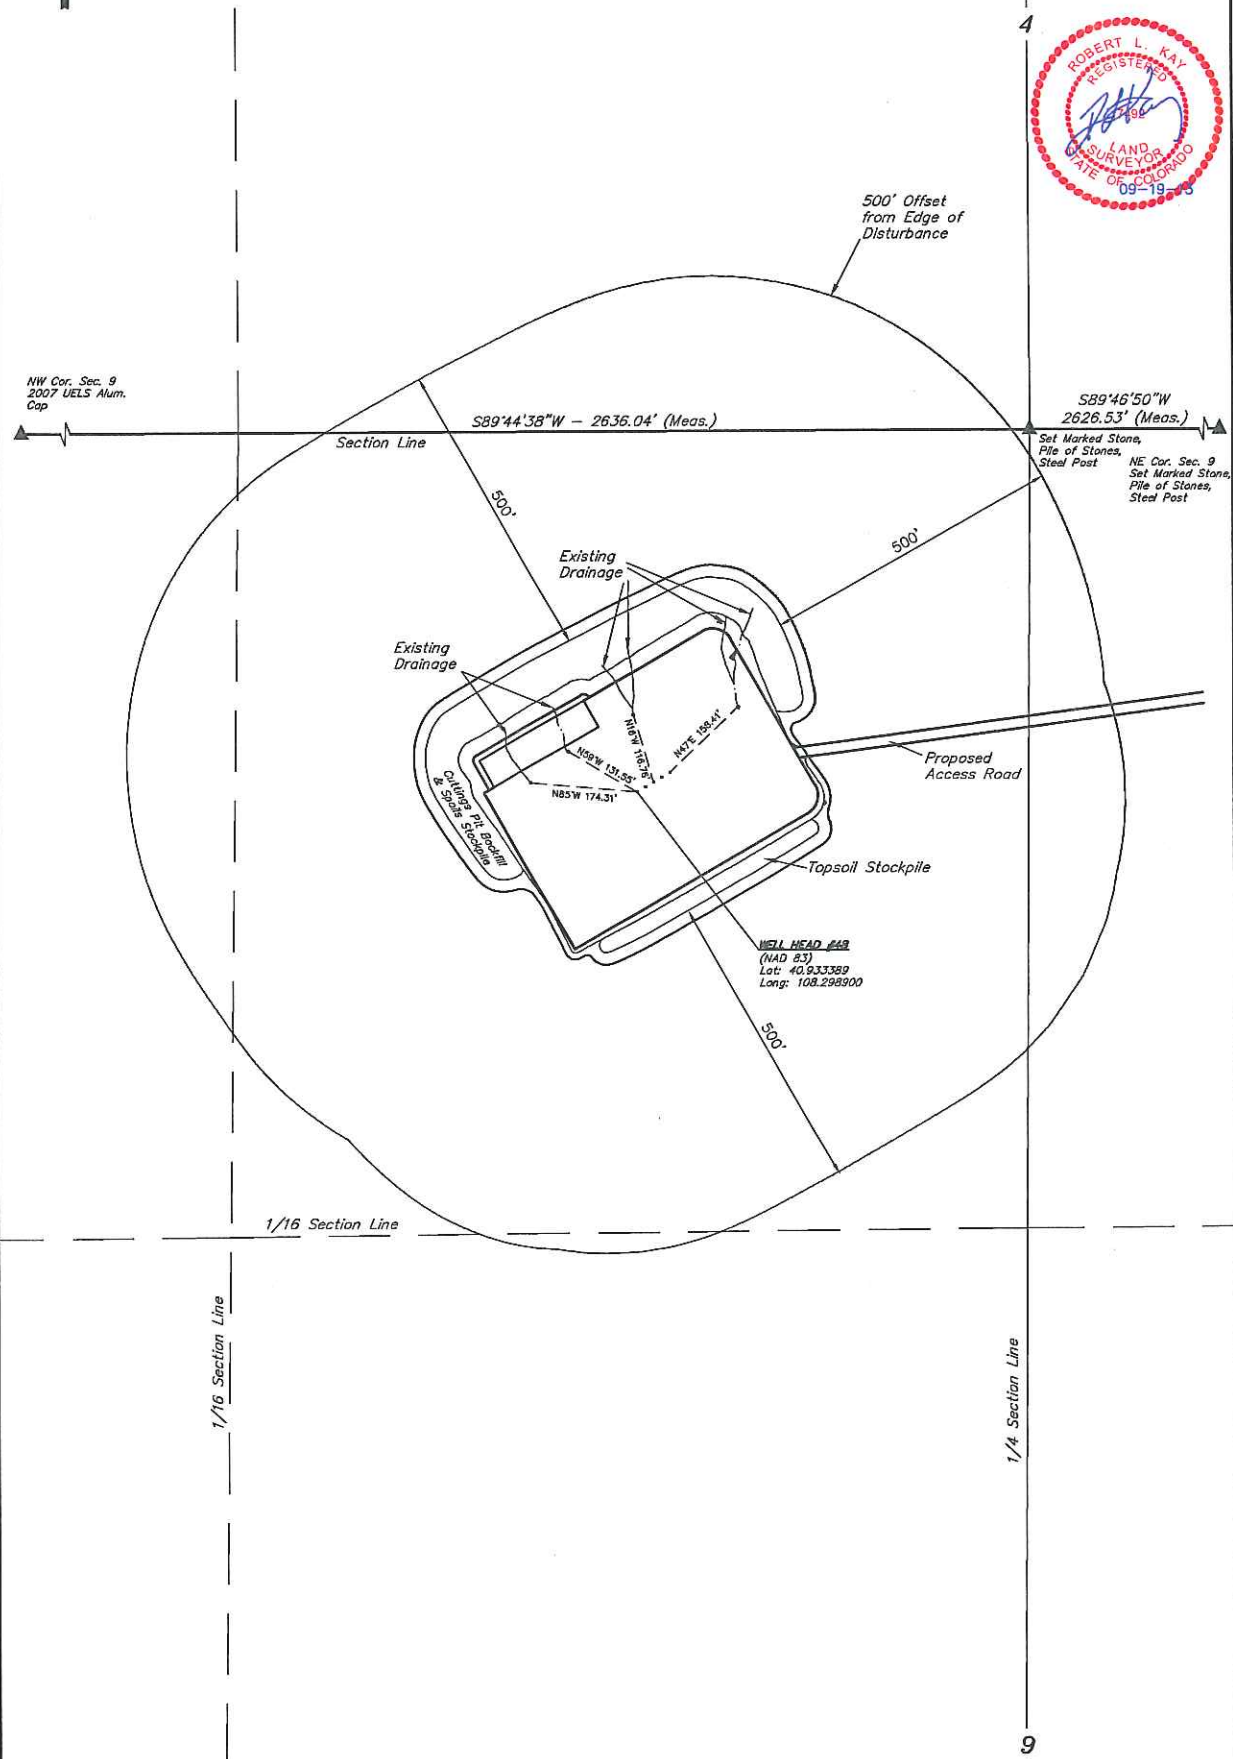 4
ROBERT L. KAY
REGISTERED
LAND
SURVEYOR
STATE OF COLORADO
500' Offset
from Edge of
Disturbance
NW Cor. Sec. 9
2007 UELS Alum.
Cap
S89°44'38"W – 2636.04' (Meas.)
Section Line
S89°46'50"W
2626.53' (Meas.)
Set Marked Stone,
Pile of Stones,
Steel Post
NE Cor. Sec. 9
Set Marked Stone,
Pile of Stones,
Steel Post
500'
500'
Existing
Drainage
Existing
Drainage
N16°W 116.76'
N47°E 153.41'
N59°W 131.55'
N85°W 174.31'
Cuttings Pit Backfill
& Spoils Stockpile
Proposed
Access Road
Topsoil Stockpile
WELL HEAD
(NAD 83)
Lat: 40.933389
Long: 108.298900
500'
1/16 Section Line
1/16 Section Line
1/4 Section Line
9